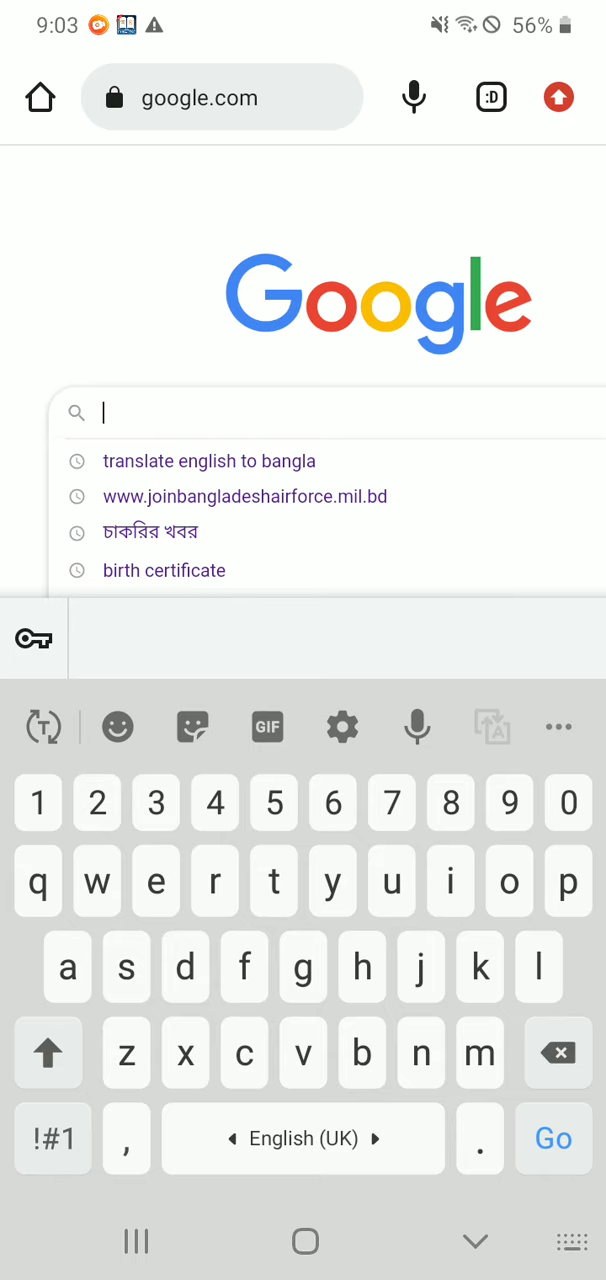 9:03 56%
google.com :D
Google
translate english to bangla
www.joinbangladeshairforce.mil.bd
চাকরির খবর
birth certificate
T GIF A
1 2 3 4 5 6 7 8 9 0
q w e r t y u i o p
a s d f g h j k l
z x c v b n m
!#1 , English (UK) . Go